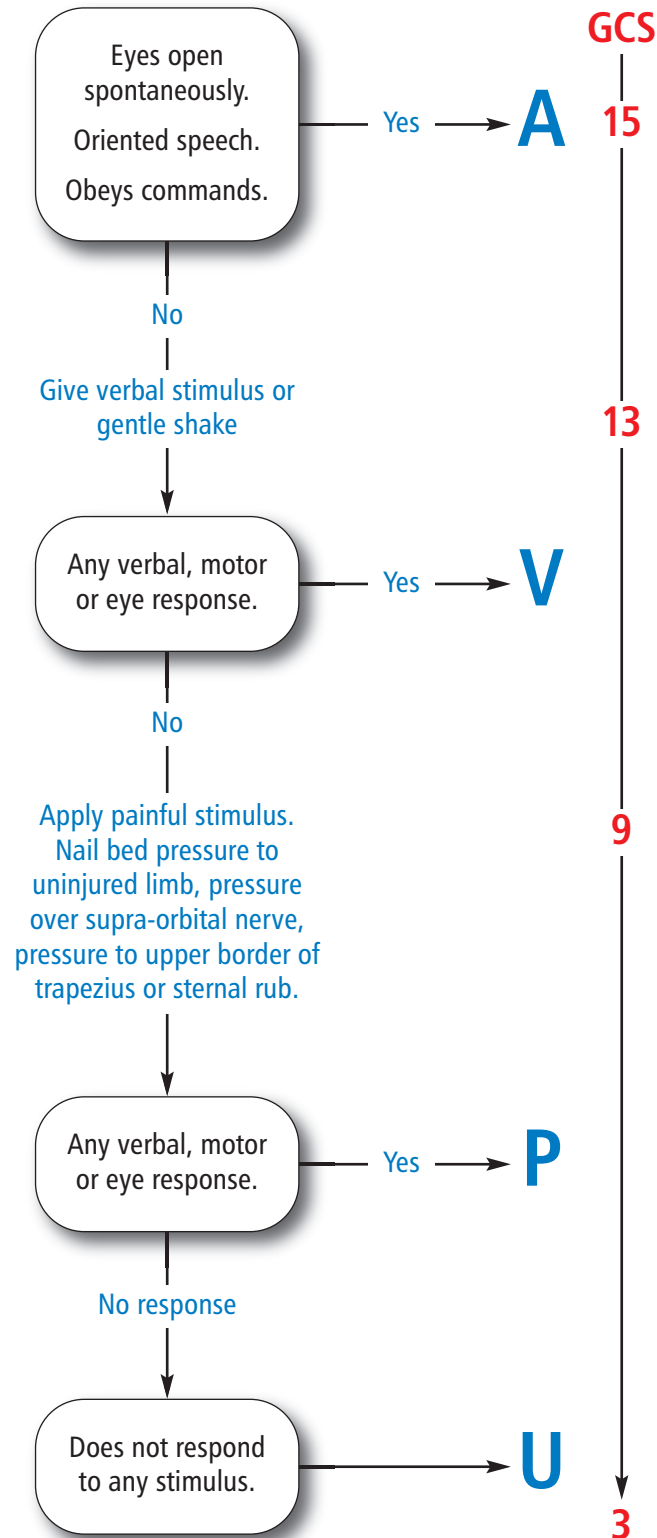 GCS
Eyes open
spontaneously.
Oriented speech.
Obeys commands.
Yes
A
15
No
Give verbal stimulus or
gentle shake
13
Any verbal, motor
or eye response.
Yes
V
No
Apply painful stimulus.
Nail bed pressure to
uninjured limb, pressure
over supra-orbital nerve,
pressure to upper border of
trapezius or sternal rub.
9
Any verbal, motor
or eye response.
Yes
P
No response
Does not respond
to any stimulus.
U
3